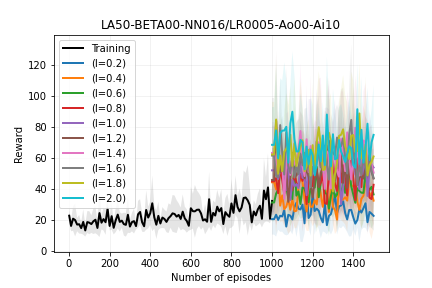 LA50-BETA00-NN016/LR0005-Ao00-Ai10
Reward
120
100
80
60
40
20
0
Training
(l=0.2)
(l=0.4)
(l=0.6)
(l=0.8)
(l=1.0)
(l=1.2)
(l=1.4)
(l=1.6)
(l=1.8)
(l=2.0)
0 200 400 600 800 1000 1200 1400
Number of episodes